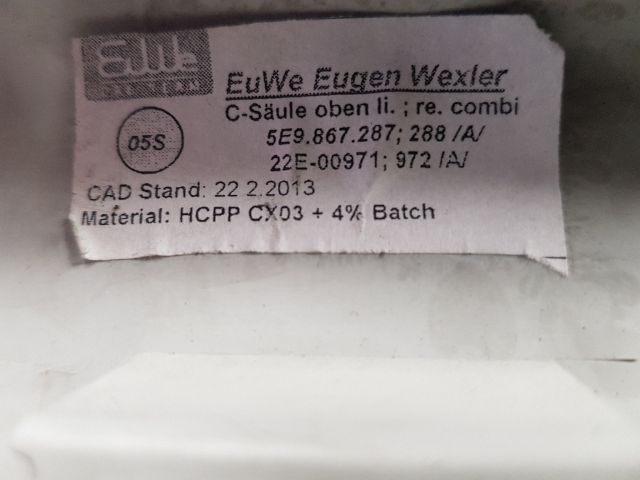 EuWe
EuWe Eugen Wexler
C-Säule oben li. ; re. combi
05S
5E9.867.287; 288 /A/
22E-00971; 972 /A/
CAD Stand: 22 2.2013
Material: HCPP CX03 + 4% Batch